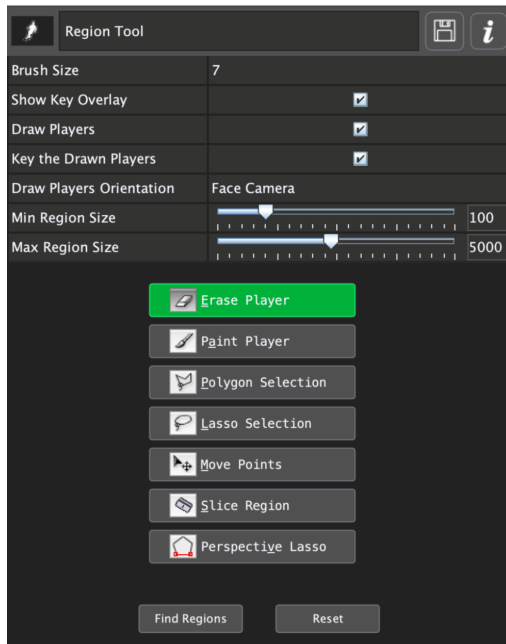 Region Tool
i
Brush Size 7
Show Key Overlay
Draw Players
Key the Drawn Players
Draw Players Orientation Face Camera
Min Region Size 100
Max Region Size 5000
Erase Player
Paint Player
Polygon Selection
Lasso Selection
Move Points
Slice Region
Perspective Lasso
Find Regions Reset